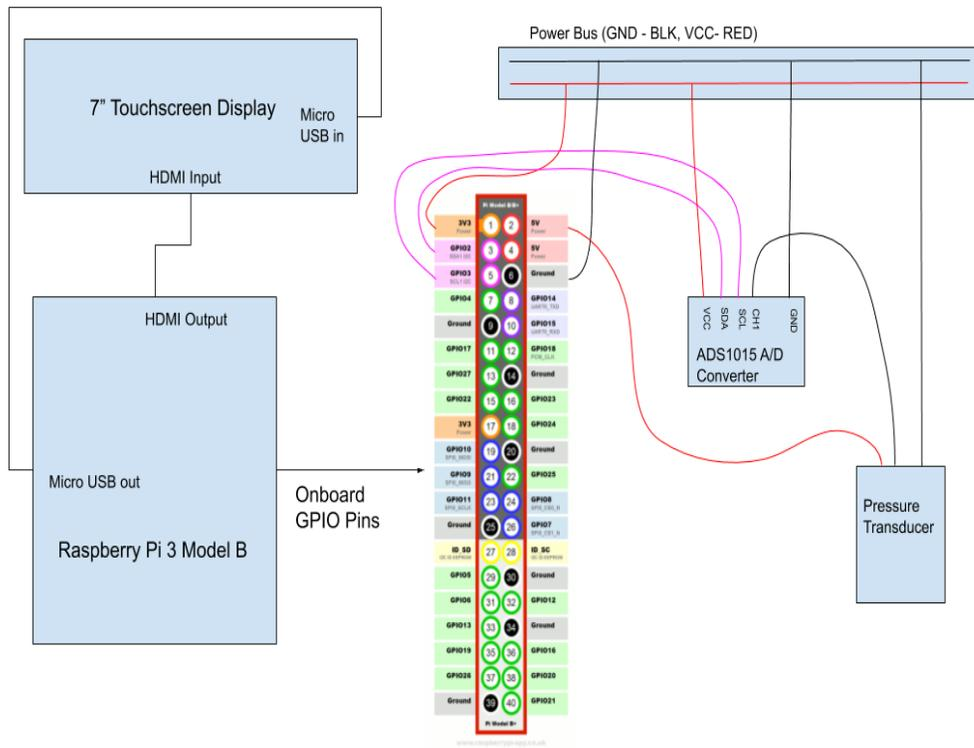 Power Bus (GND - BLK, VCC- RED)
7” Touchscreen Display
Micro
USB in
HDMI Input
HDMI Output
Micro USB out
Raspberry Pi 3 Model B
Onboard
GPIO Pins
Pi Model B/B+
3V3 1 2 5V
Power Power
GPIO2 3 4 5V
SDA1 I2C Power
GPIO3 5 6 Ground
SCL1 I2C
GPIO4 7 8 GPIO14
UART0_TXD
Ground 9 10 GPIO15
UART0_RXD
GPIO17 11 12 GPIO18
PCM_CLK
GPIO27 13 14 Ground
GPIO22 15 16 GPIO23
3V3 17 18 GPIO24
Power
GPIO10 19 20 Ground
SPI0_MOSI
GPIO9 21 22 GPIO25
SPI0_MISO
GPIO11 23 24 GPIO8
SPI0_SCLK SPI0_CE0_N
Ground 25 26 GPIO7
SPI0_CE1_N
ID_SD 27 28 ID_SC
I2C ID EEPROM I2C ID EEPROM
GPIO5 29 30 Ground
GPIO6 31 32 GPIO12
GPIO13 33 34 Ground
GPIO19 35 36 GPIO16
GPIO26 37 38 GPIO20
Ground 39 40 GPIO21
Pi Model B+
www.raspberrypi-spy.co.uk
VCC
SDA
SCL
CH1
GND
ADS1015 A/D
Converter
Pressure
Transducer